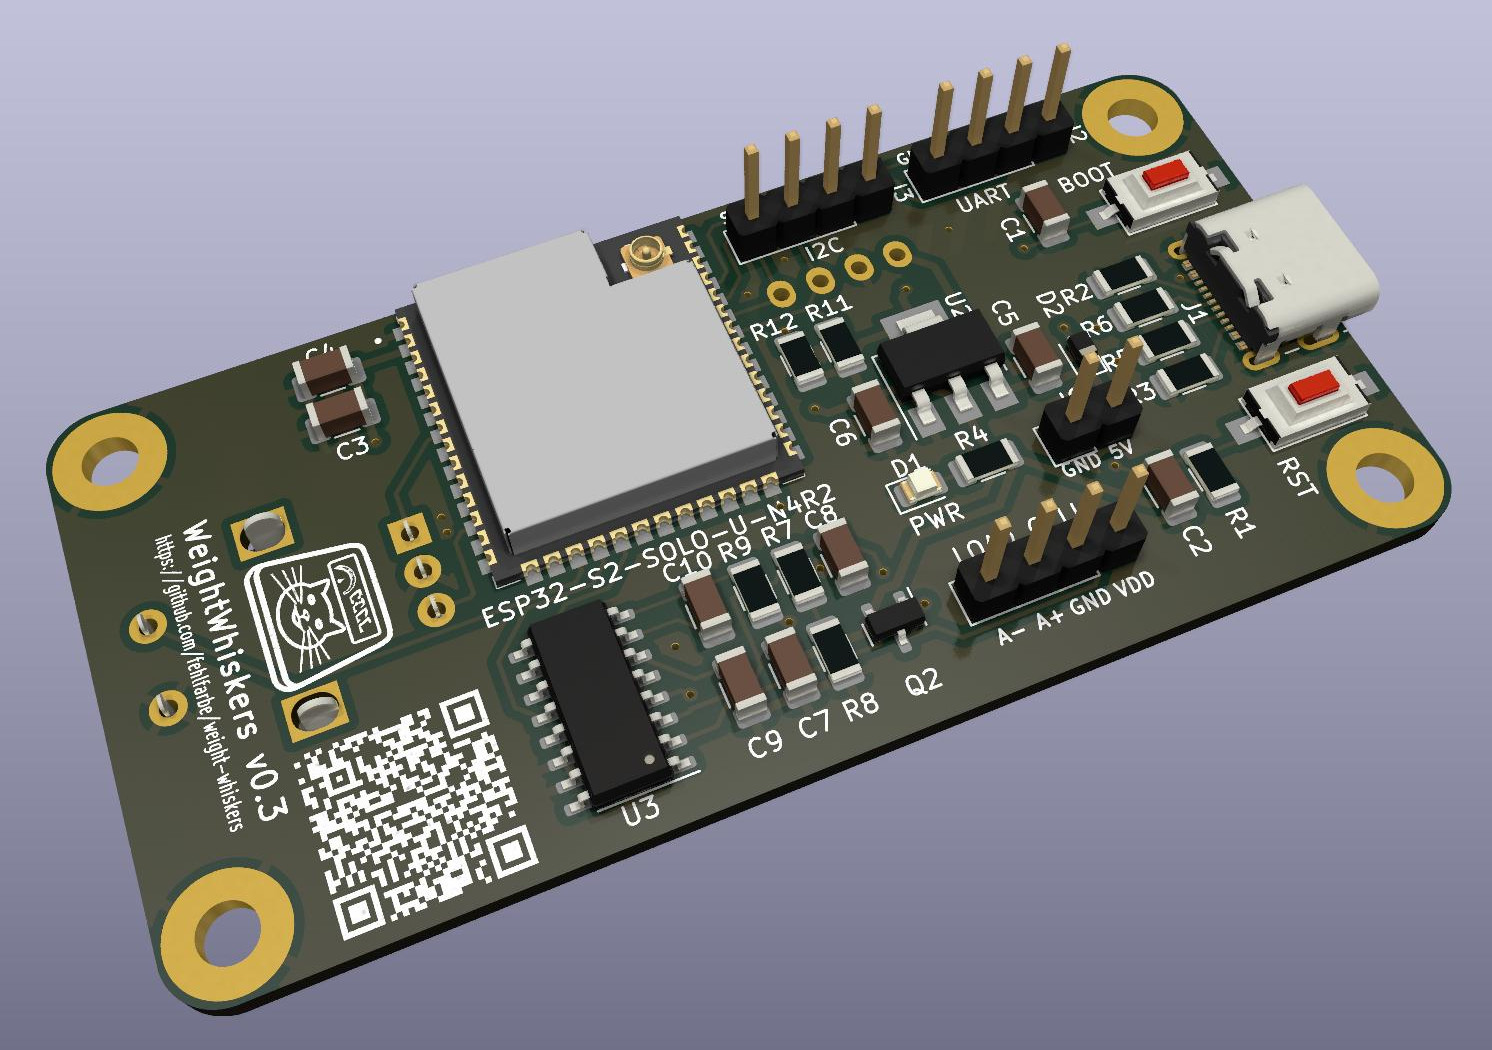 I2C
UART
BOOT
C1
R12
R11
U2
C5
D2
R2
R6
J1
C3
C6
R4
D1
PWR
GND 5V
RST
R1
C2
ESP32-S2-SOLO-U-N4R2
C10
R9
R7
C8
A-
A+
GND
VDD
Q2
R8
C7
C9
U3
WeightWhiskers v0.3
https://github.com/fehlfarbe/weight-whiskers